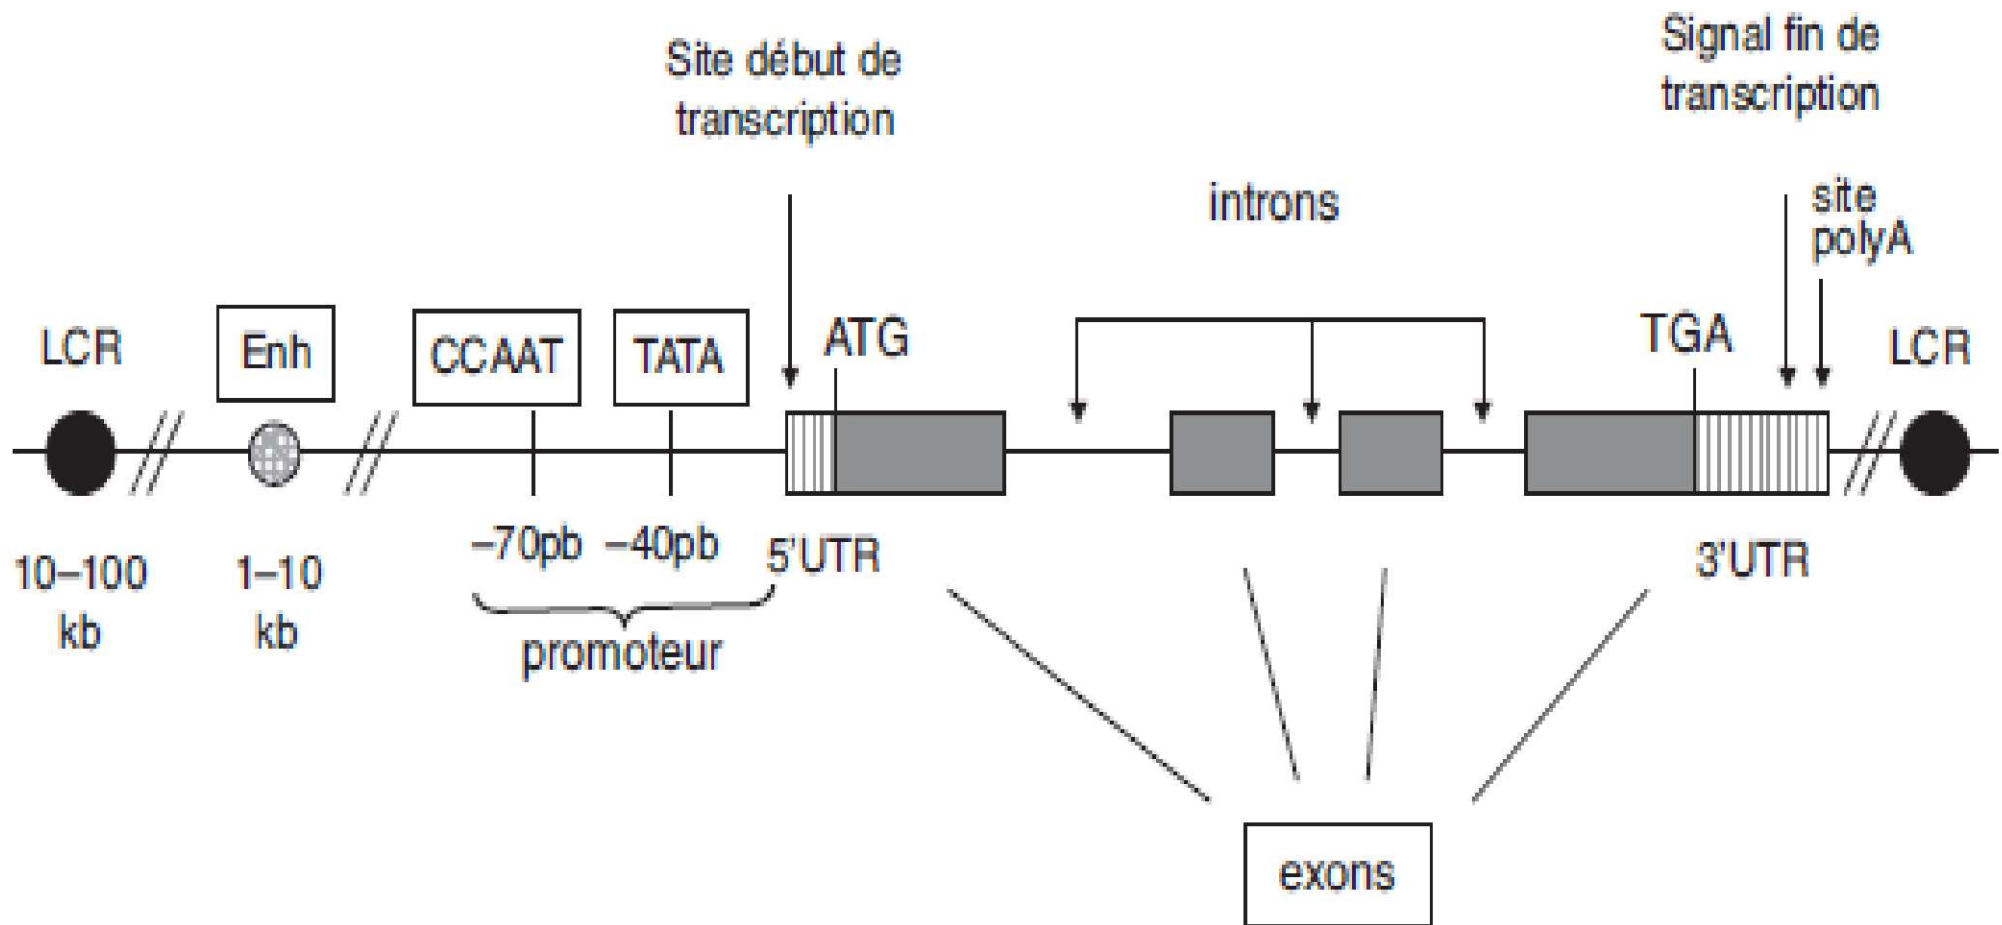 Site début de
transcription
Signal fin de
transcription
introns
site
polyA
LCR
Enh
CCAAT
TATA
ATG
TGA
LCR
10–100
kb
1–10
kb
–70pb
–40pb
5'UTR
3'UTR
promoteur
exons